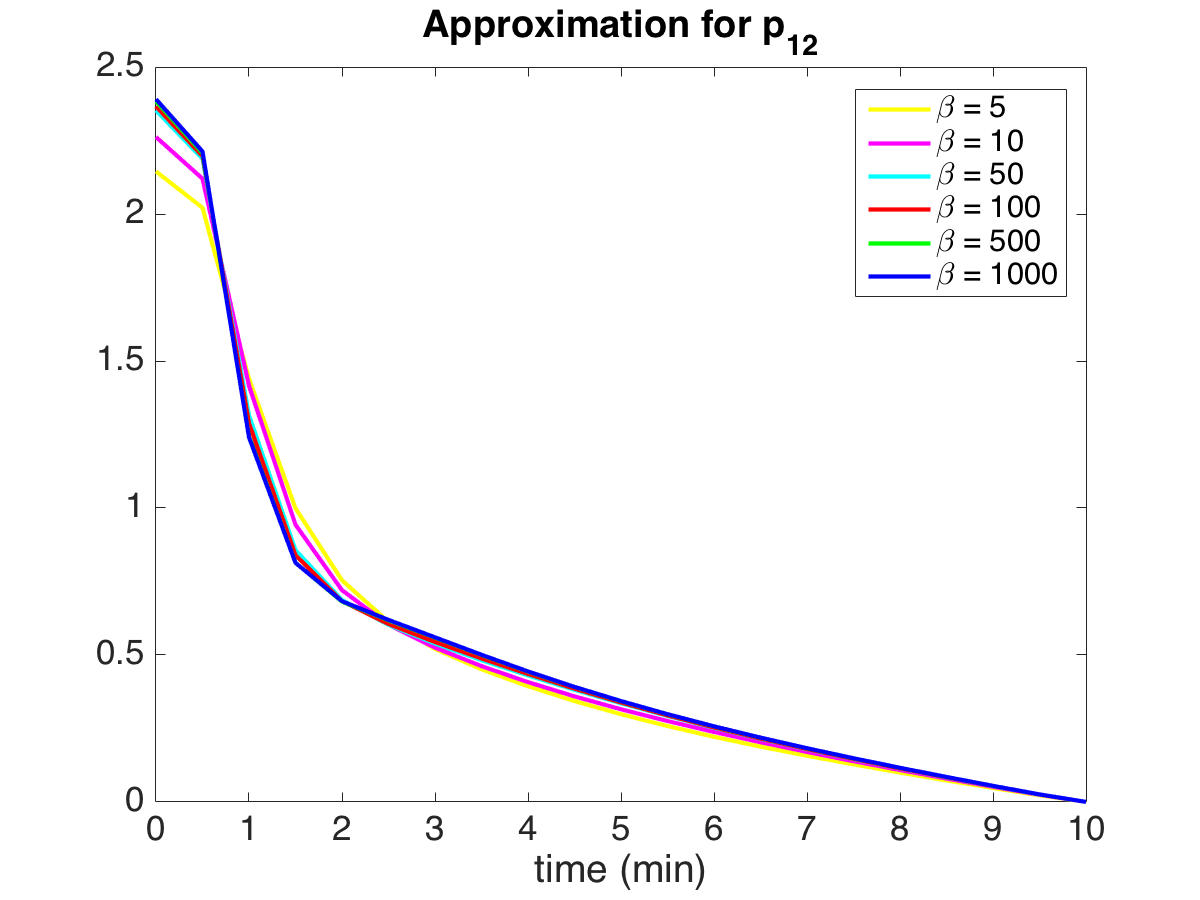 Approximation for p₁₂
2.5
2
1.5
1
0.5
0
β = 5
β = 10
β = 50
β = 100
β = 500
β = 1000
0 1 2 3 4 5 6 7 8 9 10
time (min)